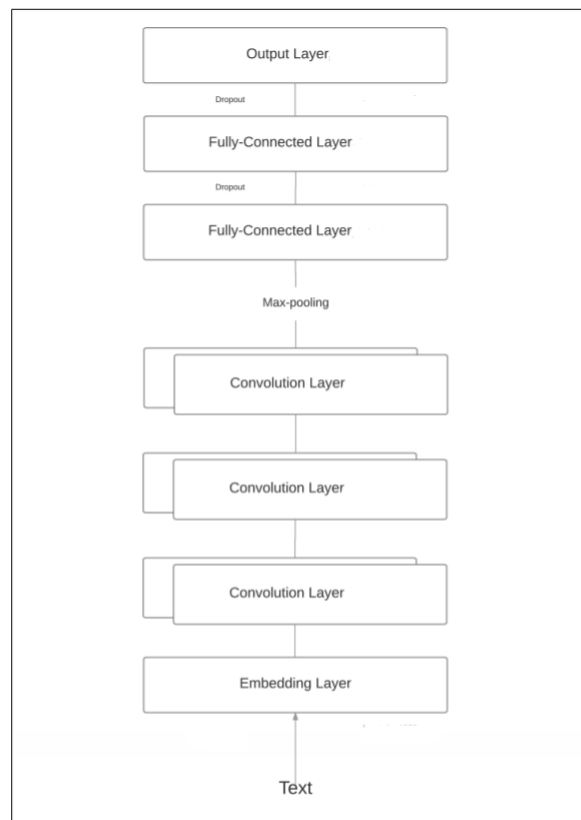 Output Layer
Dropout
Fully-Connected Layer
Dropout
Fully-Connected Layer
Max-pooling
Convolution Layer
Convolution Layer
Convolution Layer
Embedding Layer
Text